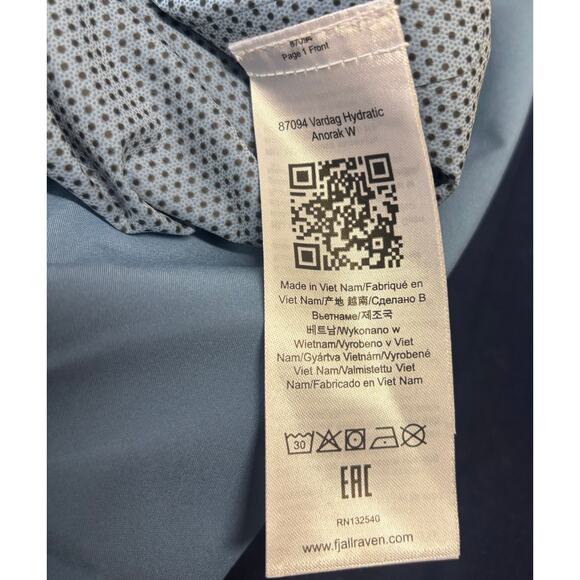 87094
Page 1 Front
87094 Vardag Hydratic
Anorak W
Made in Viet Nam/Fabriqué en
Viet Nam/产地 越南/Сделано В
Вьетнаме/제조국
베트남/Wykonano w
Wietnam/Vyrobeno v Viet
Nam/Gyártva Vietnám/Vyrobené
Viet Nam/Valmistettu Viet
Nam/Fabricado en Viet Nam
30
EAC
RN132540
www.fjallraven.com